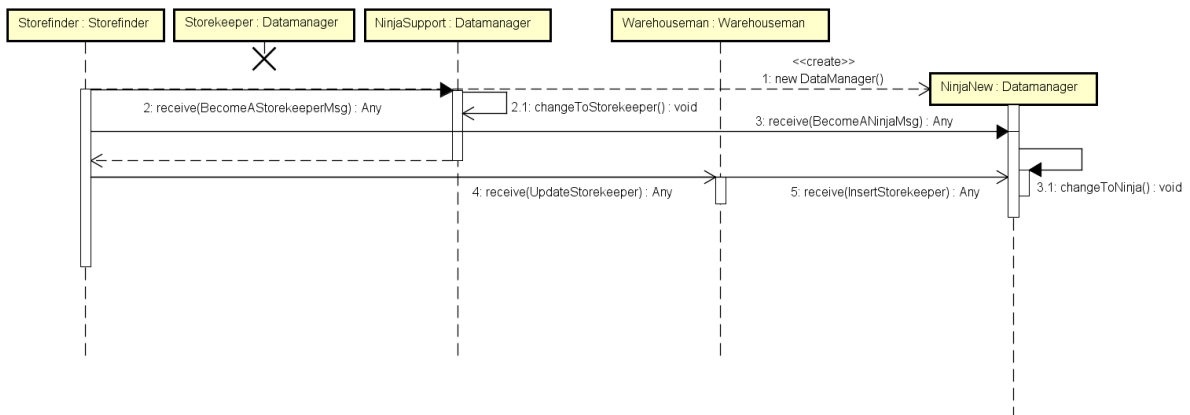 Storefinder : Storefinder
Storekeeper : Datamanager
NinjaSupport : Datamanager
Warehouseman : Warehouseman
<<create>>
1: new DataManager()
NinjaNew : Datamanager
2: receive(BecomeAStorekeeperMsg) : Any
2.1: changeToStorekeeper() : void
3: receive(BecomeANinjaMsg) : Any
4: receive(UpdateStorekeeper) : Any
5: receive(InsertStorekeeper) : Any
3.1: changeToNinja() : void